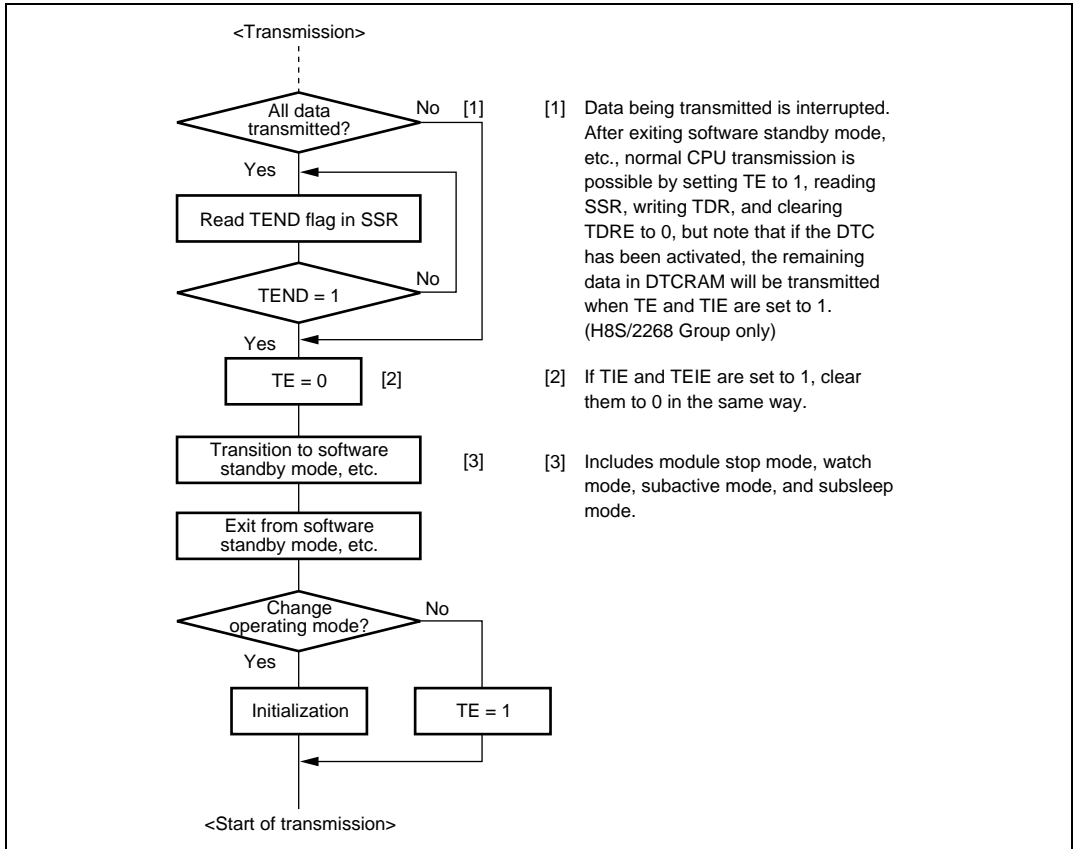 <Transmission>
All data
transmitted?
No [1]
Yes
Read TEND flag in SSR
TEND = 1
No
Yes
TE = 0
[2]
Transition to software
standby mode, etc.
[3]
Exit from software
standby mode, etc.
Change
operating mode?
No
Yes
Initialization
TE = 1
<Start of transmission>
[1] Data being transmitted is interrupted.
After exiting software standby mode,
etc., normal CPU transmission is
possible by setting TE to 1, reading
SSR, writing TDR, and clearing
TDRE to 0, but note that if the DTC
has been activated, the remaining
data in DTCRAM will be transmitted
when TE and TIE are set to 1.
(H8S/2268 Group only)
[2] If TIE and TEIE are set to 1, clear
them to 0 in the same way.
[3] Includes module stop mode, watch
mode, subactive mode, and subsleep
mode.